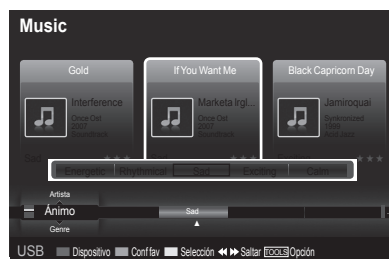 Music
Gold
If You Want Me
Black Capricorn Day
Interference
Once Ost
2007
Soundtrack
Marketa Irgl...
Once Ost
2007
Soundtrack
Jamiroquai
Synkronized
1999
Acid Jazz
Sad
Energetic Rhythmical Sad Exciting Calm
Artista
Ánimo
Sad
Genre
USB Dispositivo Conf fav Selección Saltar TOOLS Opción